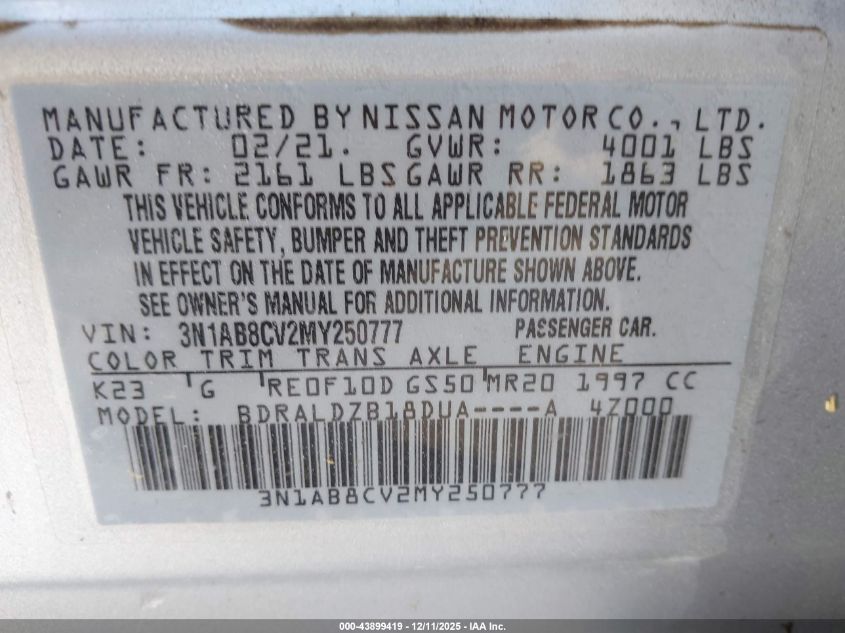 MANUFACTURED BY NISSAN MOTOR CO., LTD.
DATE: 02/21. GVWR: 4001 LBS
GAWR FR: 2161 LBS GAWR RR: 1863 LBS
THIS VEHICLE CONFORMS TO ALL APPLICABLE FEDERAL MOTOR
VEHICLE SAFETY, BUMPER AND THEFT PREVENTION STANDARDS
IN EFFECT ON THE DATE OF MANUFACTURE SHOWN ABOVE.
SEE OWNER'S MANUAL FOR ADDITIONAL INFORMATION.
VIN: 3N1AB8CV2MY250777 PASSENGER CAR.
COLOR TRIM TRANS AXLE ENGINE
K23 G RE0F10D GS50 MR20 1997 CC
MODEL: BDRALDZB18DUA----A 4Z000
3N1AB8CV2MY250777
000-43899419 - 12/11/2025 - IAA Inc.